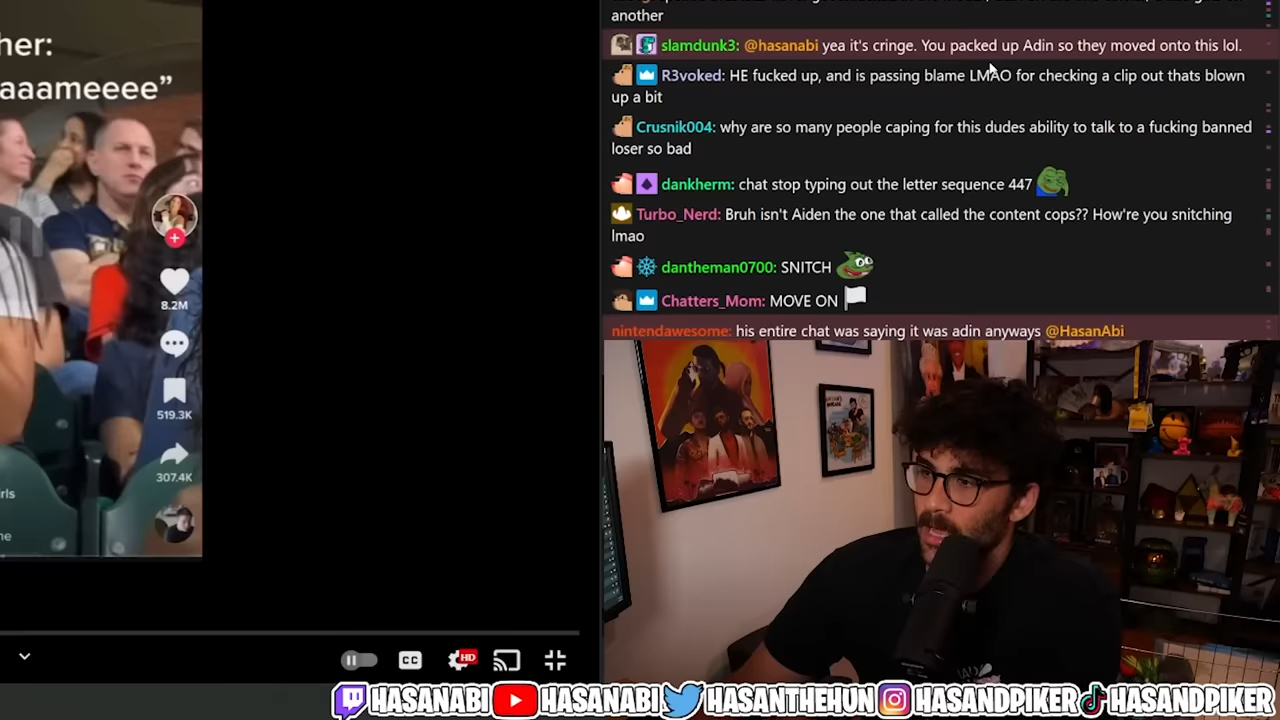 her:
aaameeee”
8.2M
519.3K
307.4K
rls
ne
another
slamdunk3: @hasanabi yea it's cringe. You packed up Adin so they moved onto this lol.
R3voked: HE fucked up, and is passing blame LMAO for checking a clip out thats blown
up a bit
Crusnik004: why are so many people caping for this dudes ability to talk to a fucking banned
loser so bad
dankherm: chat stop typing out the letter sequence 447
Turbo_Nerd: Bruh isn't Aiden the one that called the content cops?? How're you snitching
lmao
dantheman0700: SNITCH
Chatters_Mom: MOVE ON
nintendawesome: his entire chat was saying it was adin anyways @HasanAbi
CC HD
HASANABI HASANABI HASANTHEHUN HASANDPIKER HASANDPIKER